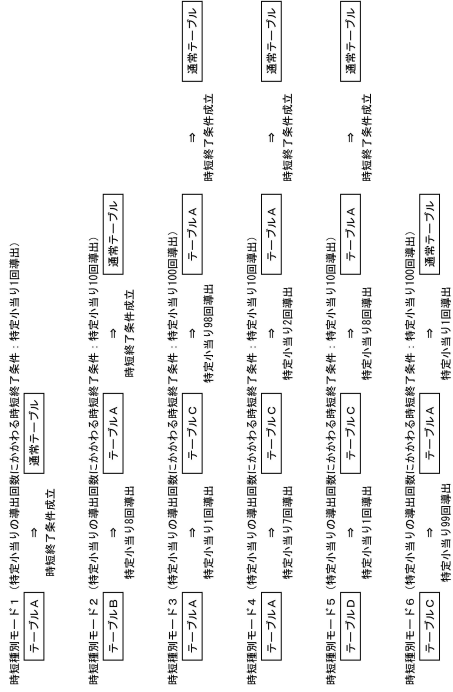 時短種別モード1（特定小当りの導出回数にかかわる時短終了条件：特定小当り1回導出）
テーブルA ⇒ 通常テーブル
時短終了条件成立
時短種別モード2（特定小当りの導出回数にかかわる時短終了条件：特定小当り10回導出）
テーブルB ⇒ テーブルA ⇒ 通常テーブル
特定小当り8回導出 時短終了条件成立
時短種別モード3（特定小当りの導出回数にかかわる時短終了条件：特定小当り100回導出）
テーブルA ⇒ テーブルC ⇒ テーブルA ⇒ 通常テーブル
特定小当り1回導出 特定小当り98回導出 時短終了条件成立
時短種別モード4（特定小当りの導出回数にかかわる時短終了条件：特定小当り10回導出）
テーブルA ⇒ テーブルC ⇒ テーブルA ⇒ 通常テーブル
特定小当り7回導出 特定小当り2回導出 時短終了条件成立
時短種別モード5（特定小当りの導出回数にかかわる時短終了条件：特定小当り10回導出）
テーブルD ⇒ テーブルC ⇒ テーブルA ⇒ 通常テーブル
特定小当り1回導出 特定小当り8回導出 時短終了条件成立
時短種別モード6（特定小当りの導出回数にかかわる時短終了条件：特定小当り100回導出）
テーブルC ⇒ テーブルA ⇒ 通常テーブル
特定小当り99回導出 特定小当り1回導出